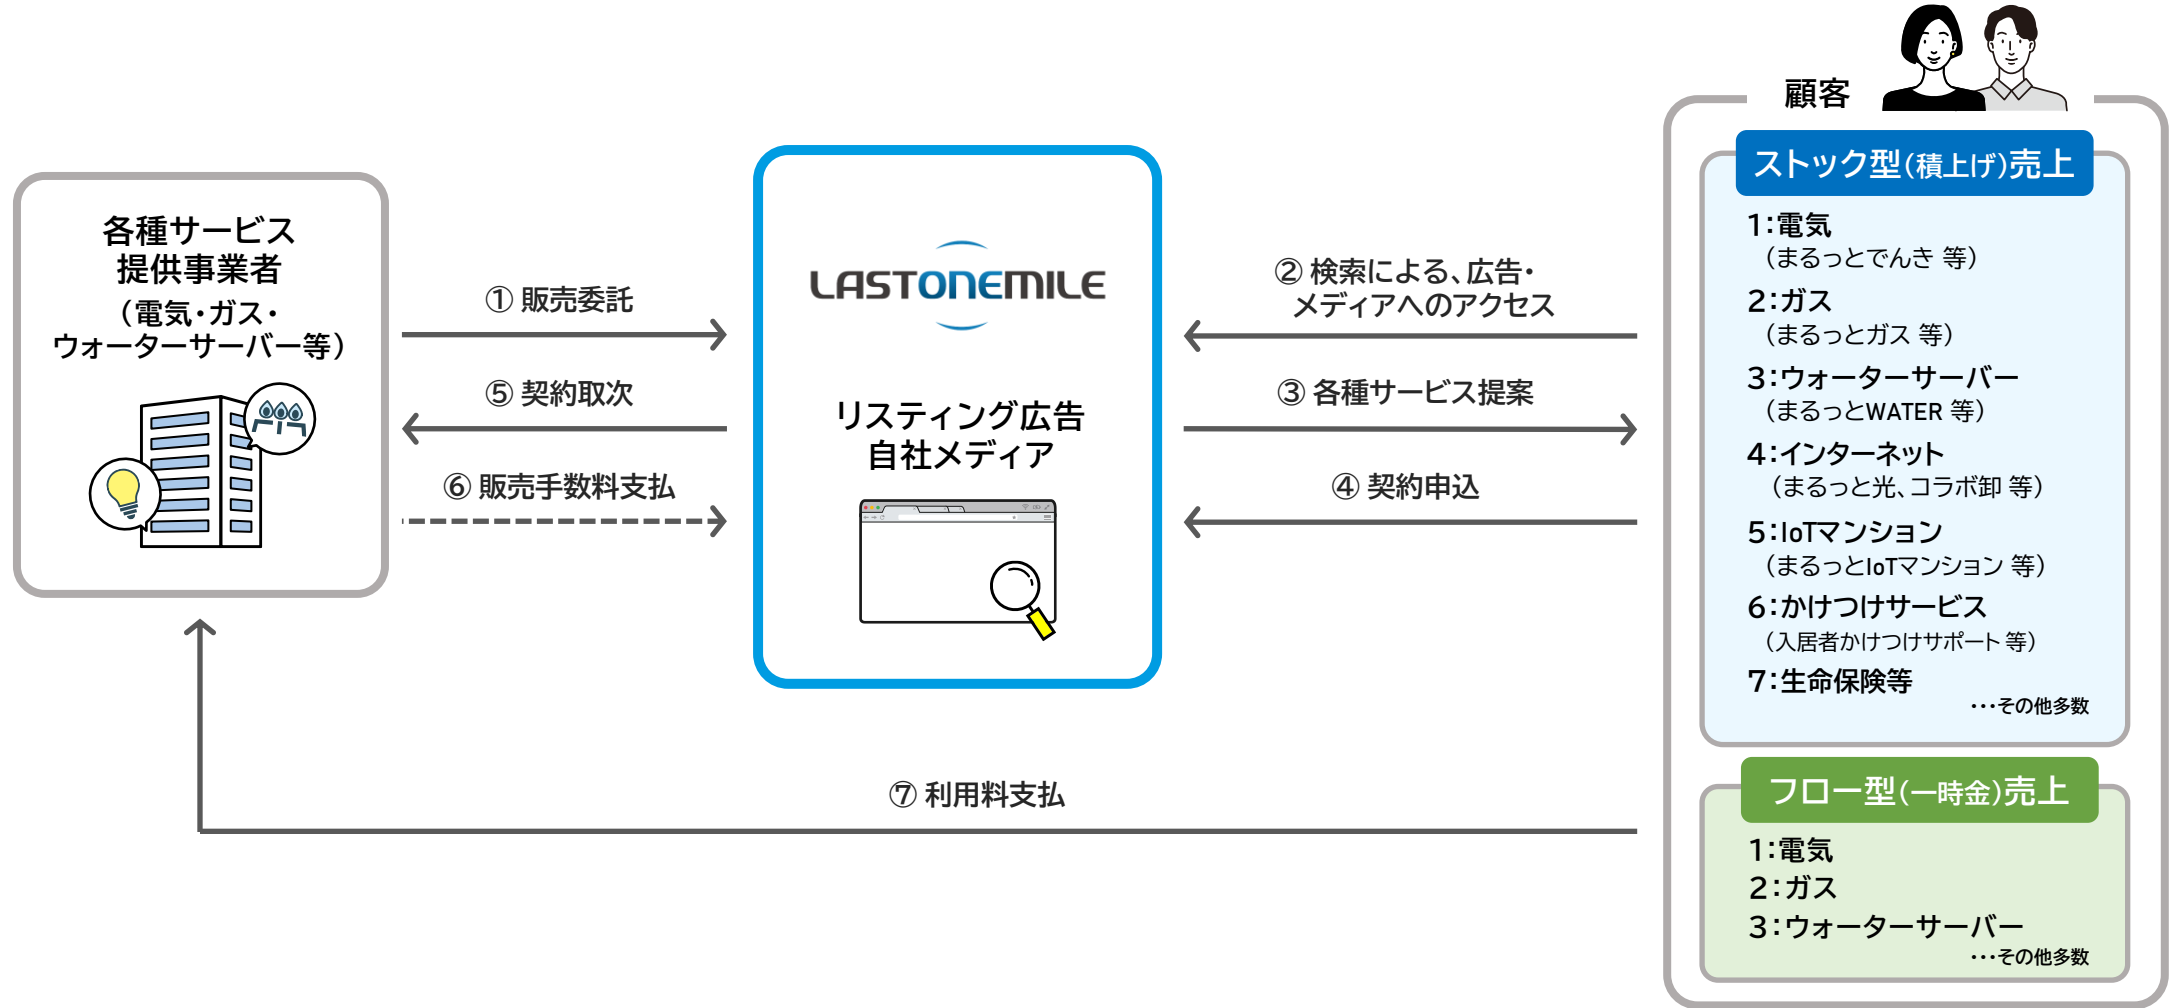 顧客
各種サービス
提供事業者
（電気・ガス・
ウォーターサーバー等）
① 販売委託
⑤ 契約取次
⑥ 販売手数料支払
LASTONEMILE
リスティング広告
自社メディア
② 検索による、広告・
メディアへのアクセス
③ 各種サービス提案
④ 契約申込
⑦ 利用料支払
ストック型（積上げ）売上
1：電気
（まるっとでんき 等）
2：ガス
（まるっとガス 等）
3：ウォーターサーバー
（まるっとWATER 等）
4：インターネット
（まるっと光、コラボ卸 等）
5：IoTマンション
（まるっとIoTマンション 等）
6：かけつけサービス
（入居者かけつけサポート 等）
7：生命保険等
･･･その他多数
フロー型（一時金）売上
1：電気
2：ガス
3：ウォーターサーバー
･･･その他多数